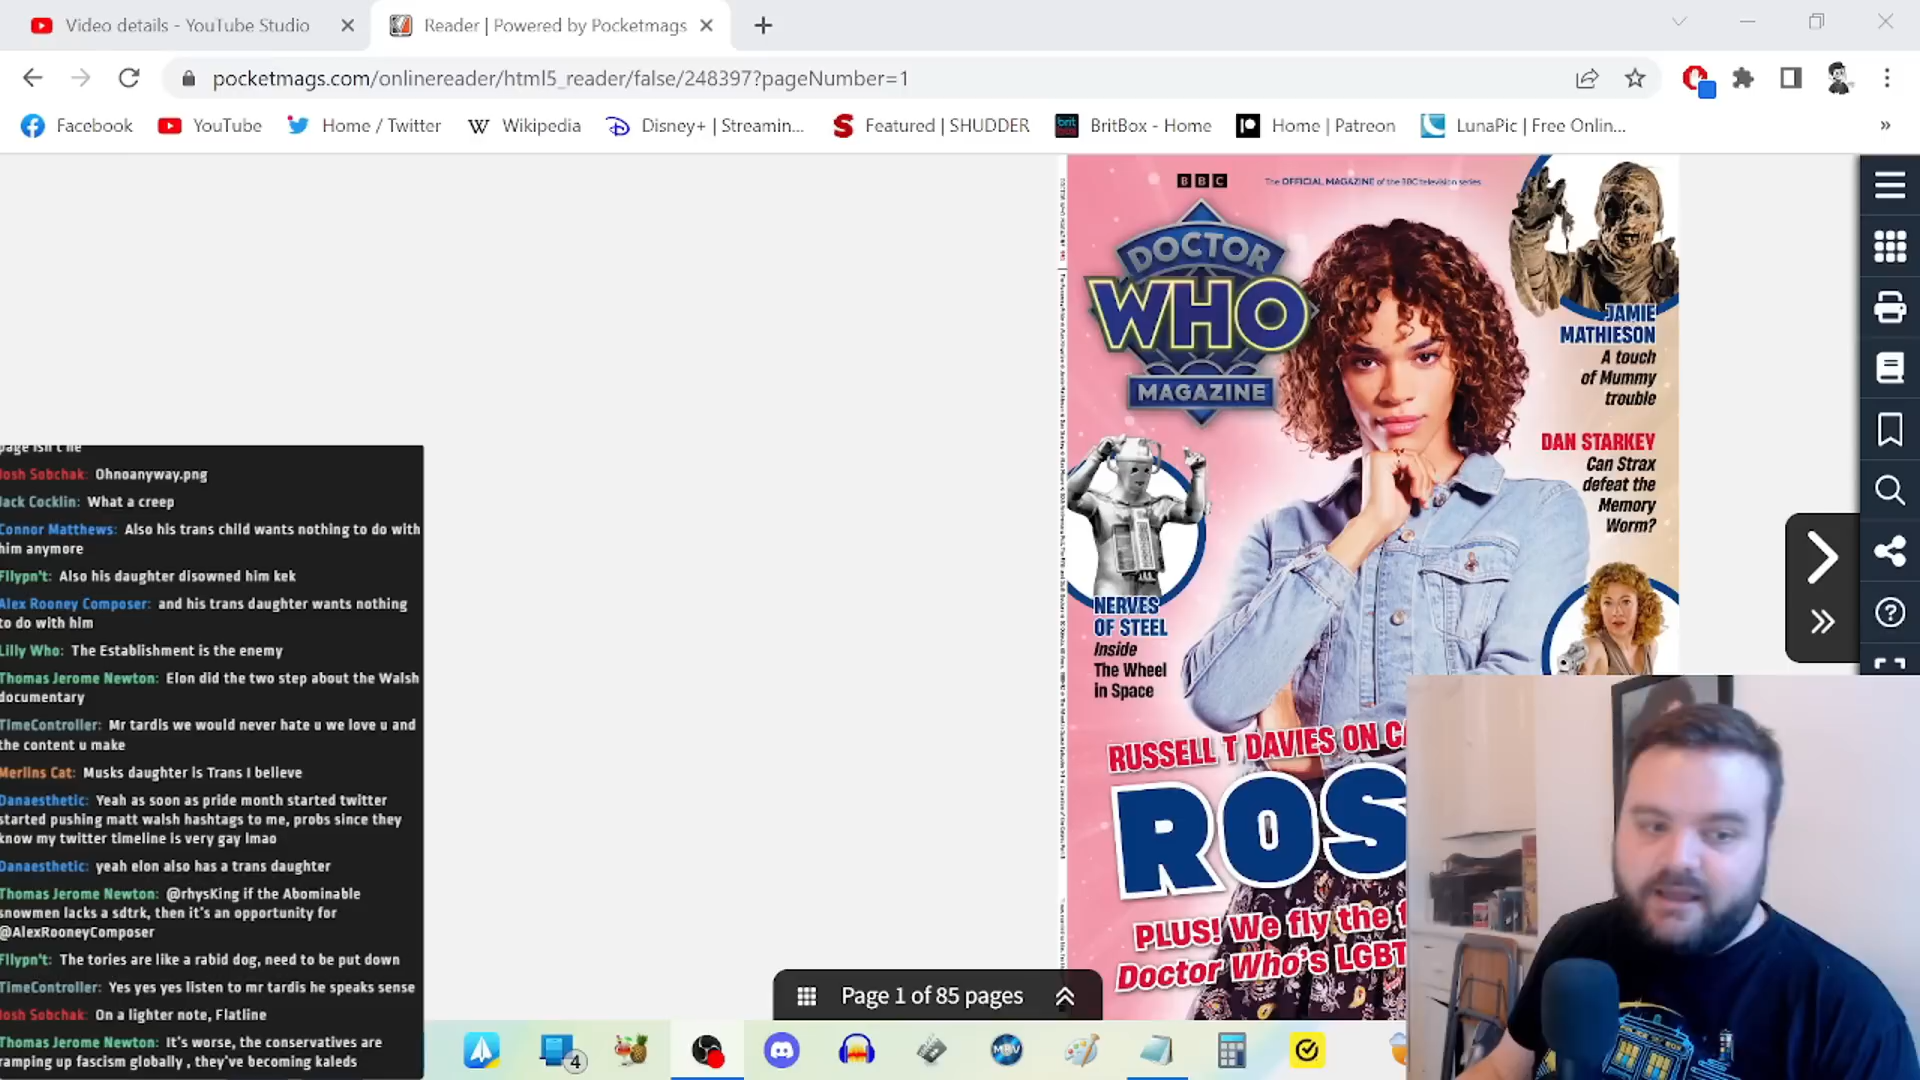 Video details - YouTube Studio
Reader | Powered by Pocketmags
pocketmags.com/onlinereader/html5_reader/false/248397?pageNumber=1
Facebook
YouTube
Home / Twitter
Wikipedia
Disney+ | Streamin...
Featured | SHUDDER
BritBox - Home
Home | Patreon
LunaPic | Free Onlin...
BBC
The OFFICIAL MAGAZINE of the BBC television series
DOCTOR
WHO
MAGAZINE
JAMIE
MATHIESON
A touch
of Mummy
trouble
DAN STARKEY
Can Strax
defeat the
Memory
Worm?
NERVES
OF STEEL
Inside
The Wheel
in Space
RUSSELL T DAVIES ON CA
ROS
PLUS! We fly the f
Doctor Who's LGBT
Josh Sobchak: Ohnoanyway.png
Jack Cocklin: What a creep
Connor Matthews: Also his trans child wants nothing to do with
him anymore
Fllypn't: Also his daughter disowned him kek
Alex Rooney Composer: and his trans daughter wants nothing
to do with him
Lilly Who: The Establishment is the enemy
Thomas Jerome Newton: Elon did the two step about the Walsh
documentary
TimeController: Mr tardis we would never hate u we love u and
the content u make
Merlins Cat: Musks daughter is Trans I believe
Danaesthetic: Yeah as soon as pride month started twitter
started pushing matt walsh hashtags to me, probs since they
know my twitter timeline is very gay lmao
Danaesthetic: yeah elon also has a trans daughter
Thomas Jerome Newton: @rhysKing if the Abominable
snowmen lacks a sdtrk, then it's an opportunity for
@AlexRooneyComposer
Fllypn't: The tories are like a rabid dog, need to be put down
TimeController: Yes yes yes listen to mr tardis he speaks sense
Josh Sobchak: On a lighter note, Flatline
Thomas Jerome Newton: It's worse, the conservatives are
ramping up fascism globally , they've becoming kaleds
Page 1 of 85 pages
4
MBV